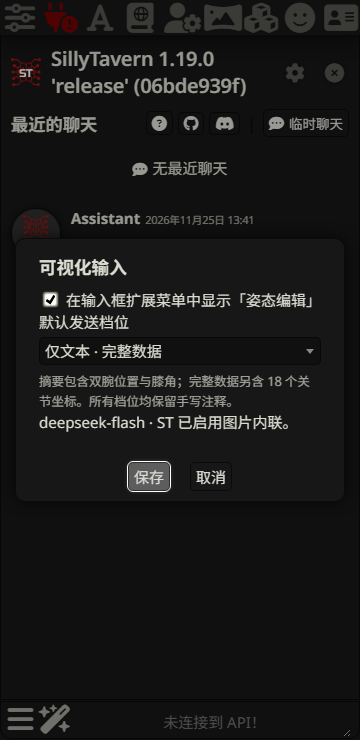 SillyTavern 1.19.0
'release' (06bde939f)
最近的聊天
临时聊天
无最近聊天
Assistant 2026年11月25日 13:41
可视化输入
在输入框扩展菜单中显示「姿态编辑」
默认发送档位
仅文本 · 完整数据
摘要包含双腕位置与膝角；完整数据另含 18 个关
节坐标。所有档位均保留手写注释。
deepseek-flash · ST 已启用图片内联。
保存
取消
未连接到 API！